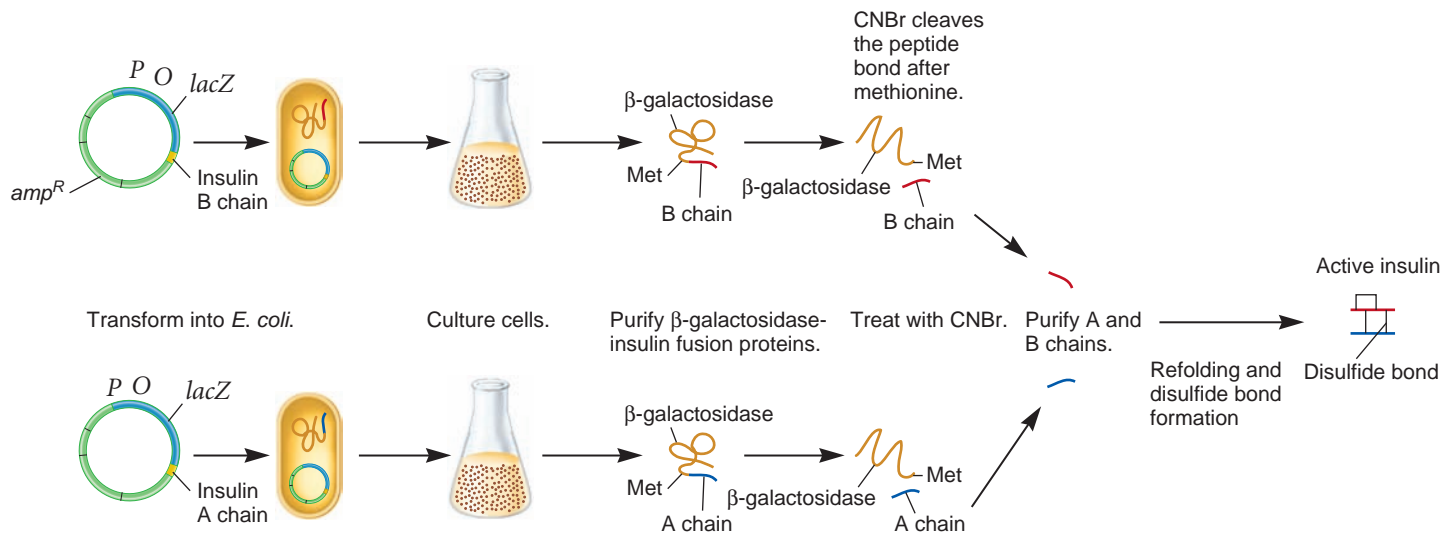 CNBr cleaves
the peptide
bond after
methionine.
P O
lacZ
β-galactosidase
Met
Met
β-galactosidase
Insulin
B chain
ampR
B chain
B chain
Active insulin
Transform into E. coli.
Culture cells.
Purify β-galactosidase-
insulin fusion proteins.
Treat with CNBr.
Purify A and
B chains.
Refolding and
disulfide bond
formation
Disulfide bond
P O
lacZ
β-galactosidase
Met
Met
β-galactosidase
Insulin
A chain
A chain
A chain
ampR